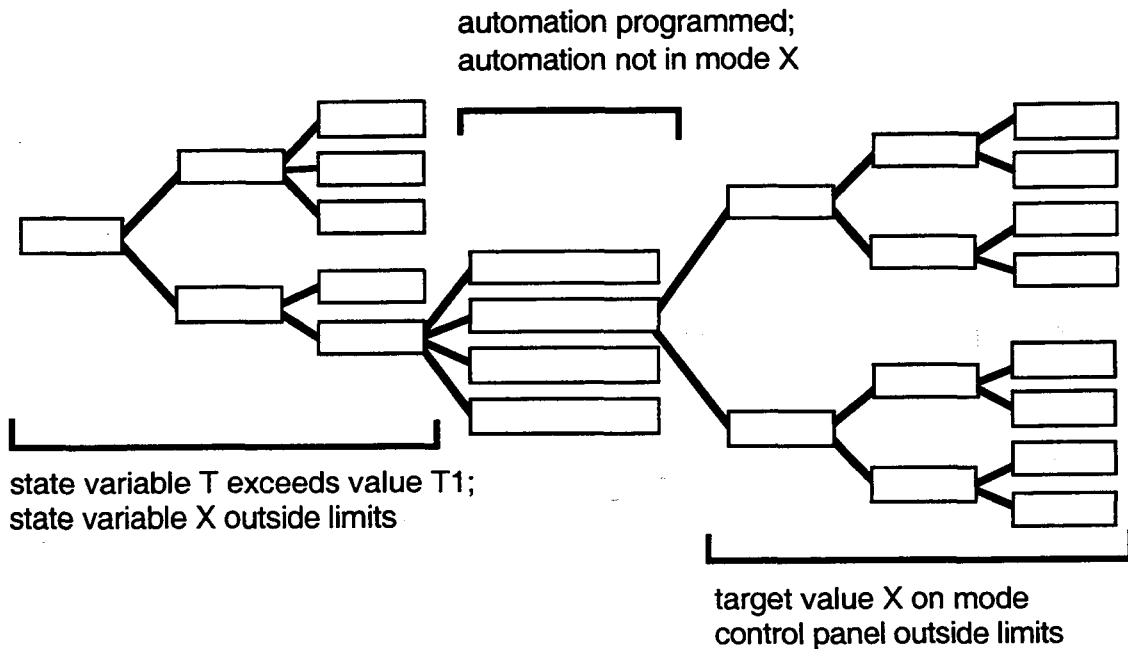 automation programmed;
automation not in mode X
state variable T exceeds value T1;
state variable X outside limits
target value X on mode
control panel outside limits